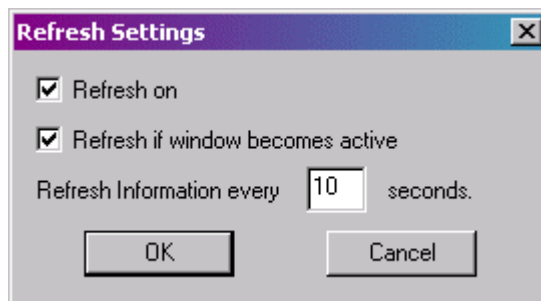 Refresh Settings
Refresh on
Refresh if window becomes active
Refresh Information every 10 seconds.
OK Cancel